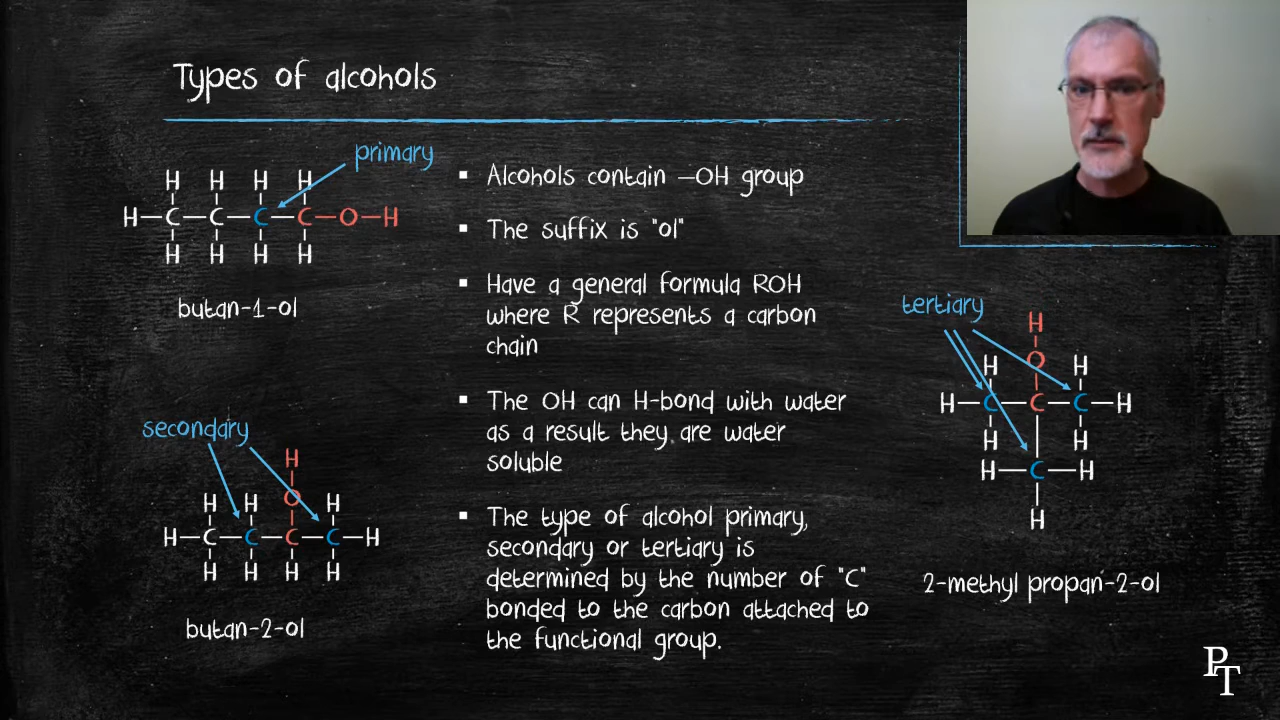 Types of alcohols
primary
H H H H
H–C–C–C–C–O–H
H H H H
butan-1-ol
secondary
H
H H O H
H–C–C–C–C–H
H H H H
butan-2-ol
▪ Alcohols contain –OH group
▪ The suffix is "ol"
▪ Have a general formula ROH
where R represents a carbon
chain
▪ The OH can H-bond with water
as a result they are water
soluble
▪ The type of alcohol primary,
secondary or tertiary is
determined by the number of "C"
bonded to the carbon attached to
the functional group.
tertiary
H
H O H
H–C–C–C–H
H H
H–C–H
H
2-methyl propan-2-ol
PT